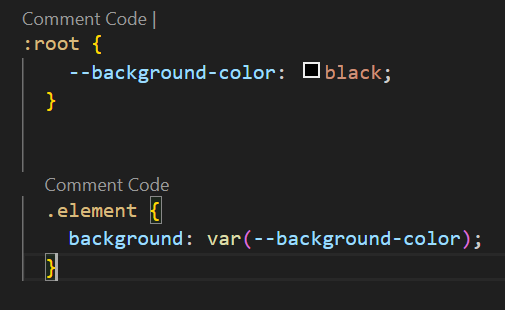 Comment Code |
:root {
--background-color: black;
}
Comment Code
.element {
background: var(--background-color);
}